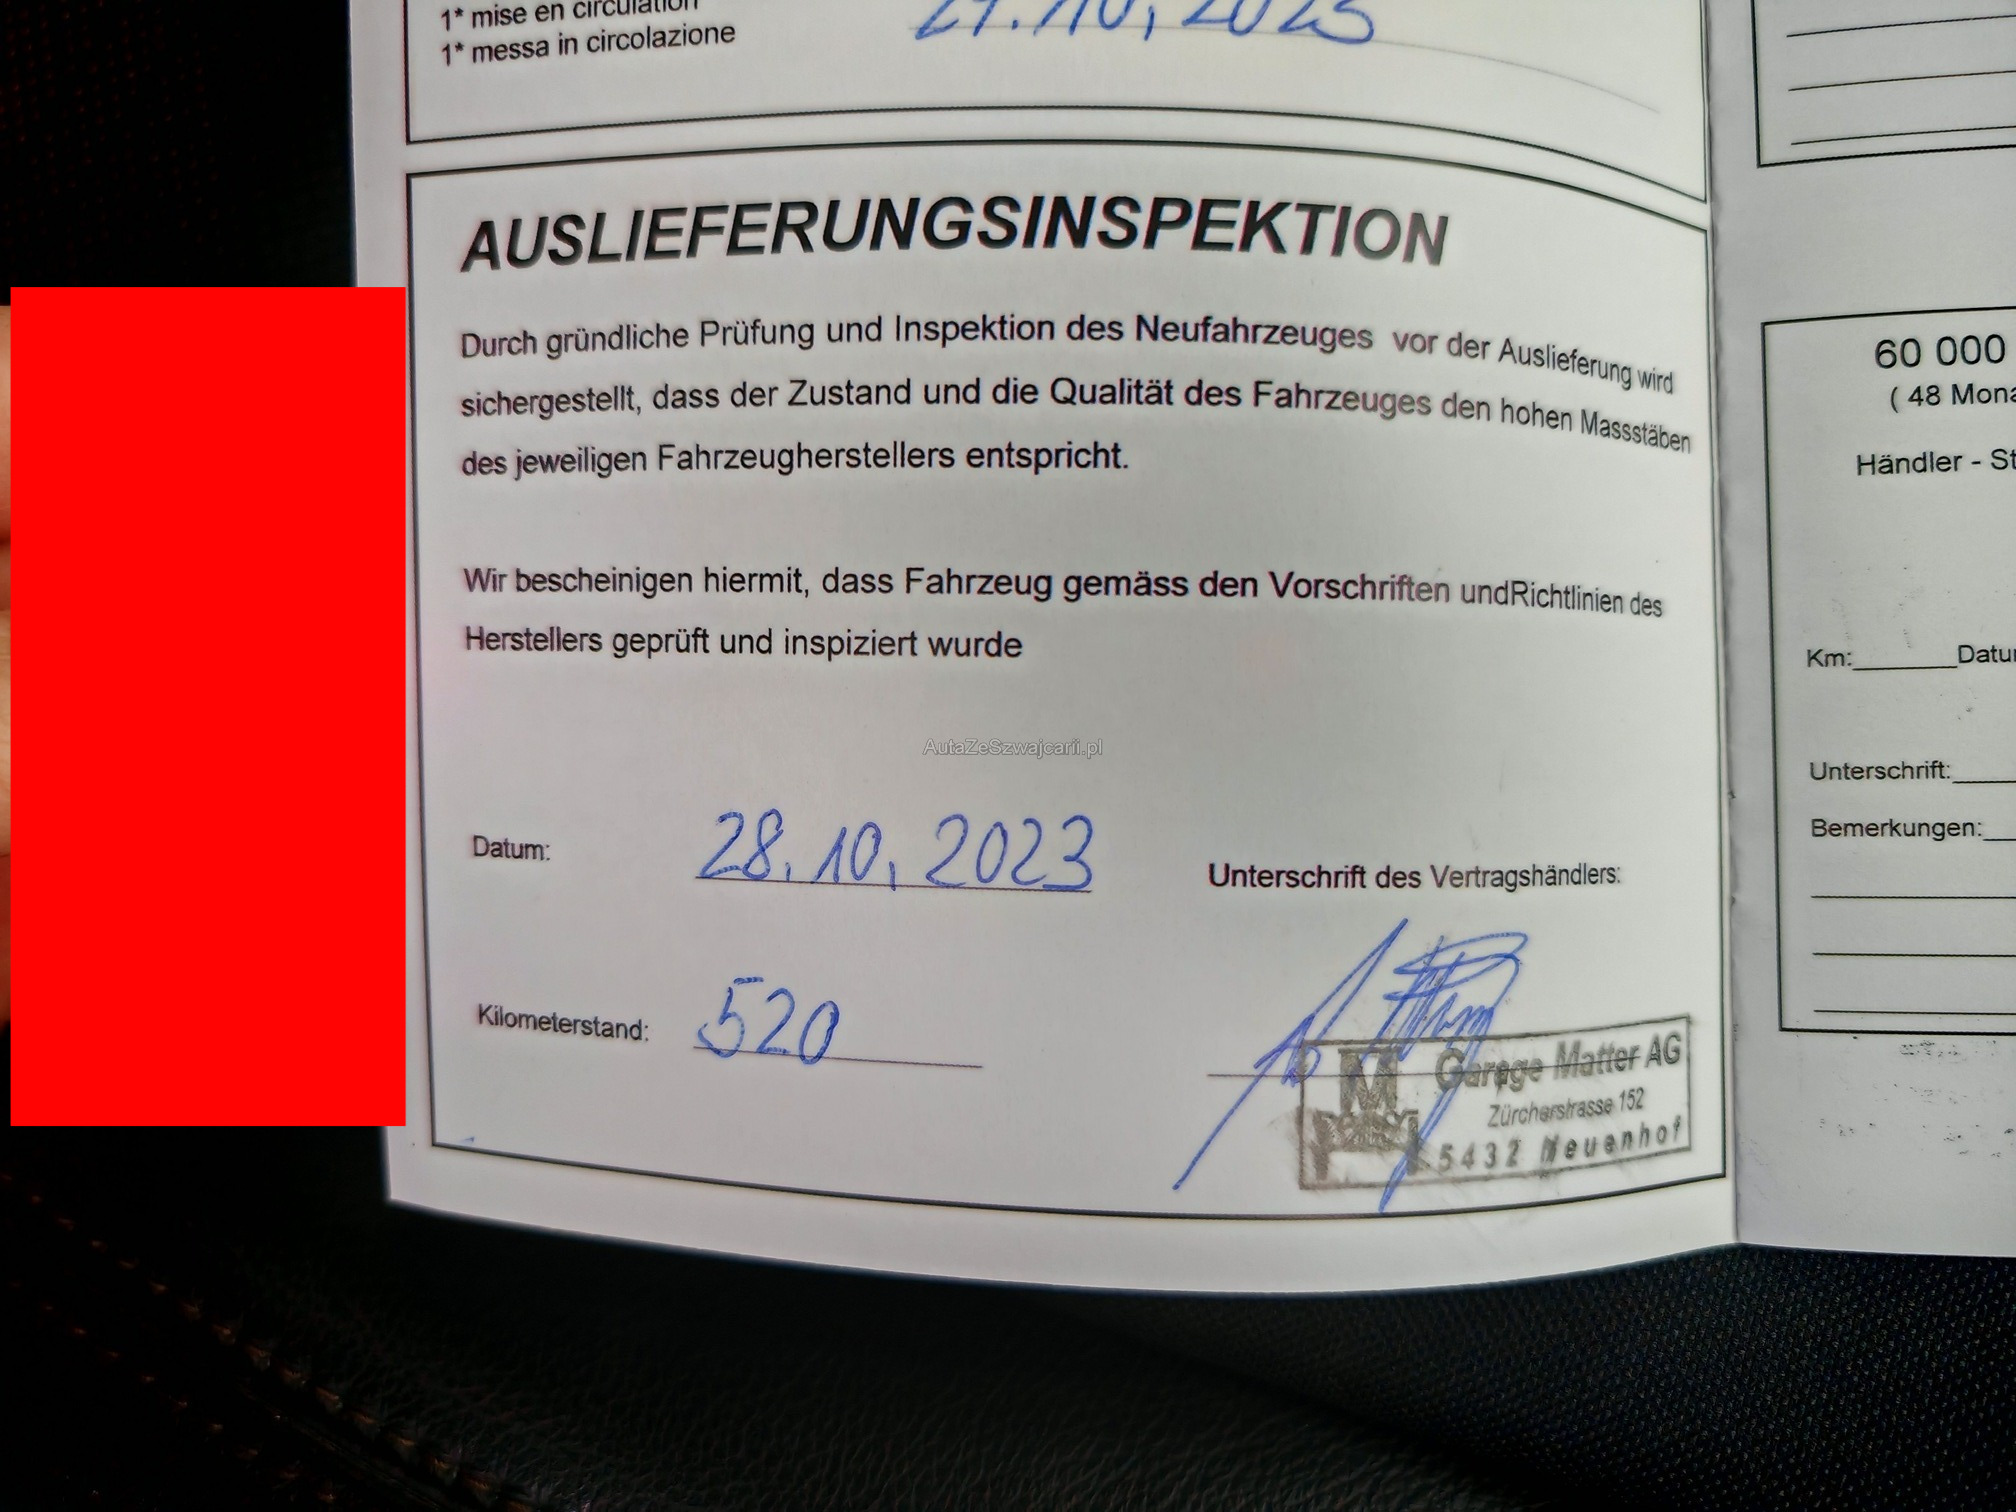 1* mise en circulation
1* messa in circolazione
AUSLIEFERUNGSINSPEKTION
Durch gründliche Prüfung und Inspektion des Neufahrzeuges vor der Auslieferung wird
sichergestellt, dass der Zustand und die Qualität des Fahrzeuges den hohen Massstäben
des jeweiligen Fahrzeugherstellers entspricht.
Wir bescheinigen hiermit, dass Fahrzeug gemäss den Vorschriften undRichtlinien des
Herstellers geprüft und inspiziert wurde
AutaZeSzwajcarii.pl
Datum: 28.10,2023
Unterschrift des Vertragshändlers:
Kilometerstand: 520
Garage Matter AG
Zürcherstrasse 152
5432 Neuenhof
60 000
( 48 Mona
Händler - St
Km: Datu
Unterschrift:
Bemerkungen: